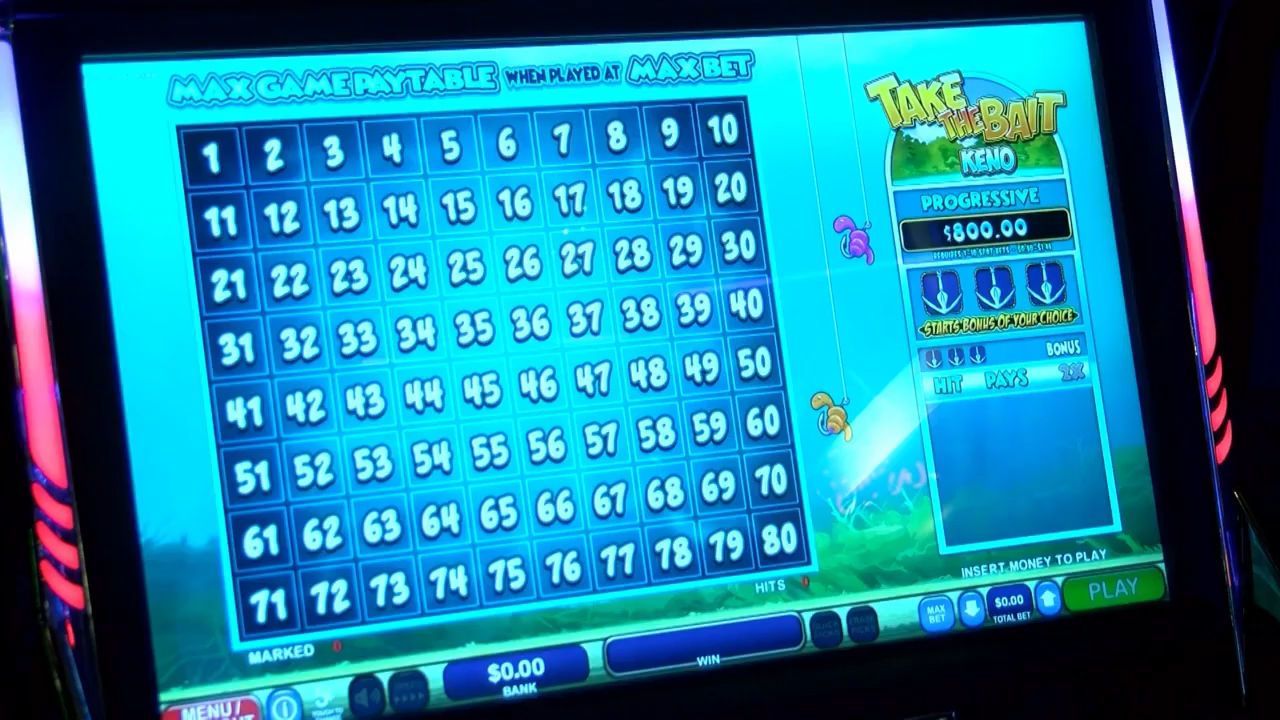 MAX GAME PAYTABLE WHEN PLAYED AT MAX BET
TAKE
THE BAIT
KENO
PROGRESSIVE
$800.00
STARTS BONUS OF YOUR CHOICE
BONUS
HIT PAYS 2X
1 2 3 4 5 6 7 8 9 10
11 12 13 14 15 16 17 18 19 20
21 22 23 24 25 26 27 28 29 30
31 32 33 34 35 36 37 38 39 40
41 42 43 44 45 46 47 48 49 50
51 52 53 54 55 56 57 58 59 60
61 62 63 64 65 66 67 68 69 70
71 72 73 74 75 76 77 78 79 80
INSERT MONEY TO PLAY
HITS 0
MARKED 0
MENU/
$0.00
BANK
WIN
QUICK
PICK
MAX
BET
$0.00
TOTAL BET
PLAY